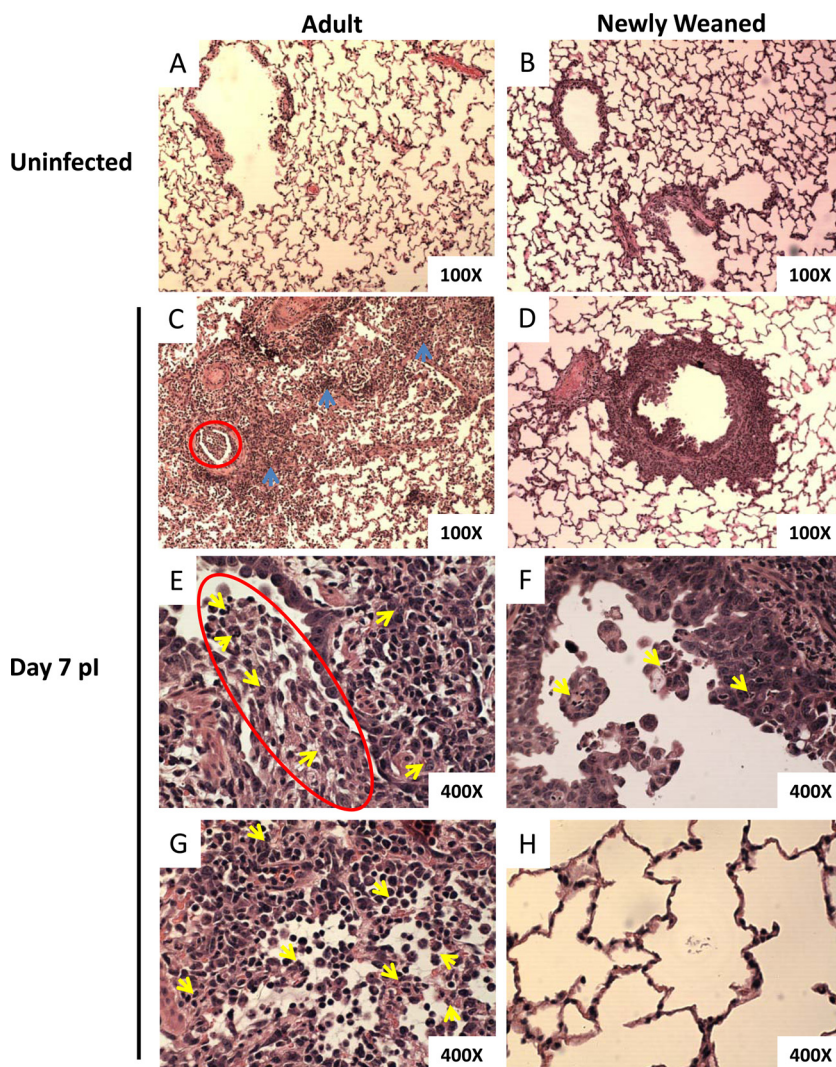 Adult
Newly Weaned
A
B
Uninfected
100X
100X
C
D
100X
100X
E
F
Day 7 pI
400X
400X
G
H
400X
400X